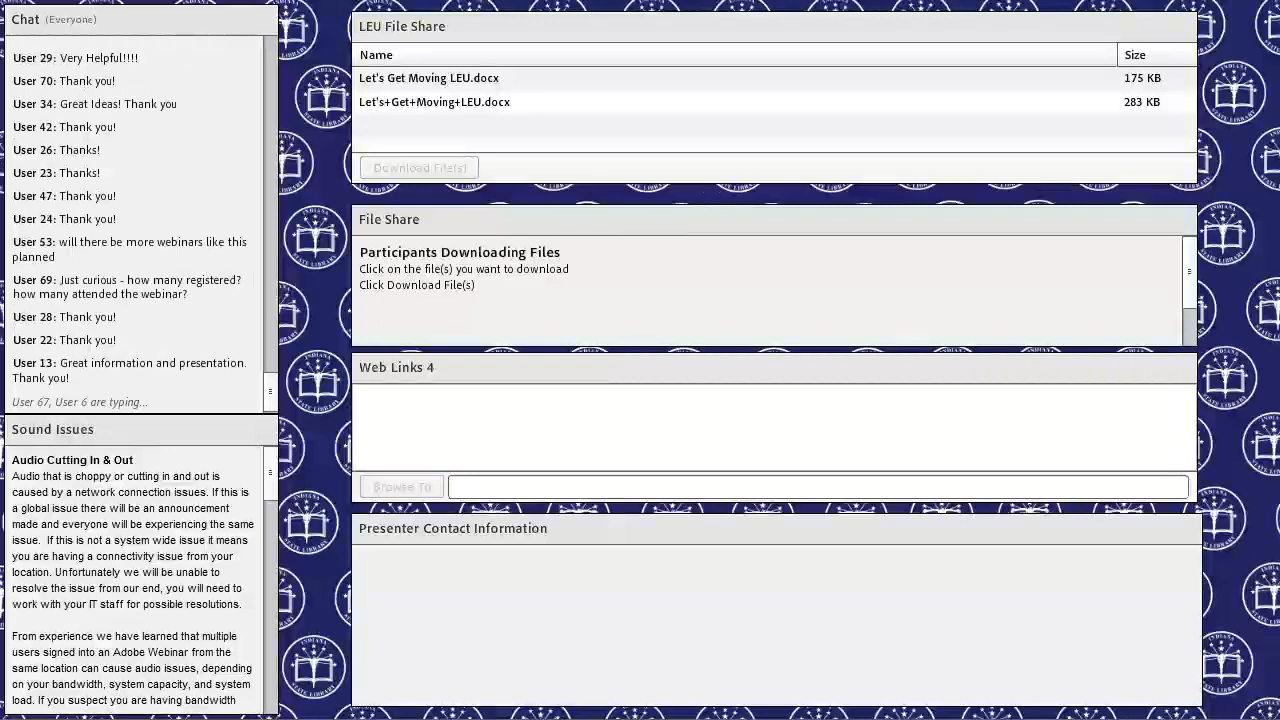 Chat (Everyone)
User 29: Very Helpful!!!!
User 70: Thank you!
User 34: Great Ideas! Thank you
User 42: Thank you!
User 26: Thanks!
User 23: Thanks!
User 47: Thank you!
User 24: Thank you!
User 53: will there be more webinars like this
planned
User 69: Just curious - how many registered?
how many attended the webinar?
User 28: Thank you!
User 22: Thank you!
User 13: Great information and presentation.
Thank you!
User 67, User 6 are typing...
Sound Issues
Audio Cutting In & Out
Audio that is choppy or cutting in and out is
caused by a network connection issues. If this is
a global issue there will be an announcement
made and everyone will be experiencing the same
issue. If this is not a system wide issue it means
you are having a connectivity issue from your
location. Unfortunately we will be unable to
resolve the issue from our end, you will need to
work with your IT staff for possible resolutions.
From experience we have learned that multiple
users signed into an Adobe Webinar from the
same location can cause audio issues, depending
on your bandwidth, system capacity, and system
load. If you suspect you are having bandwidth
LEU File Share
Name Size
Let's Get Moving LEU.docx 175 KB
Let's+Get+Moving+LEU.docx 283 KB
Download File(s)
File Share
Participants Downloading Files
Click on the file(s) you want to download
Click Download File(s)
Web Links 4
Browse To
Presenter Contact Information
INDIANA
STATE LIBRARY